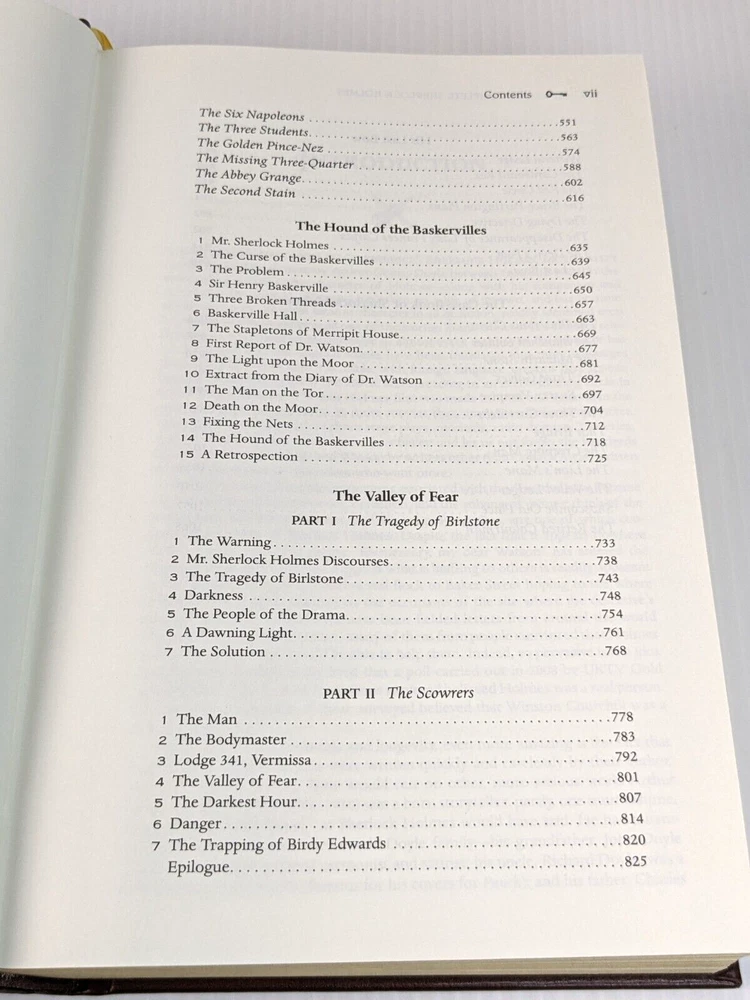 Contents vii
The Six Napoleons . . . . . . . . . . 551
The Three Students. . . . . . . . . . 563
The Golden Pince-Nez . . . . . . . . . . 574
The Missing Three-Quarter . . . . . . . . . . 588
The Abbey Grange. . . . . . . . . . 602
The Second Stain . . . . . . . . . . 616
The Hound of the Baskervilles
1 Mr. Sherlock Holmes . . . . . . . . . . 635
2 The Curse of the Baskervilles . . . . . . . . . . 639
3 The Problem . . . . . . . . . . 645
4 Sir Henry Baskerville . . . . . . . . . . 650
5 Three Broken Threads . . . . . . . . . . 657
6 Baskerville Hall. . . . . . . . . . 663
7 The Stapletons of Merripit House. . . . . . . . . . 669
8 First Report of Dr. Watson. . . . . . . . . . 677
9 The Light upon the Moor . . . . . . . . . . 681
10 Extract from the Diary of Dr. Watson . . . . . . . . . . 692
11 The Man on the Tor. . . . . . . . . . 697
12 Death on the Moor. . . . . . . . . . 704
13 Fixing the Nets . . . . . . . . . . 712
14 The Hound of the Baskervilles . . . . . . . . . . 718
15 A Retrospection . . . . . . . . . . 725
The Valley of Fear
PART I The Tragedy of Birlstone
1 The Warning. . . . . . . . . . 733
2 Mr. Sherlock Holmes Discourses. . . . . . . . . . 738
3 The Tragedy of Birlstone. . . . . . . . . . 743
4 Darkness . . . . . . . . . . 748
5 The People of the Drama. . . . . . . . . . 754
6 A Dawning Light. . . . . . . . . . 761
7 The Solution . . . . . . . . . . 768
PART II The Scowrers
1 The Man . . . . . . . . . . 778
2 The Bodymaster . . . . . . . . . . 783
3 Lodge 341, Vermissa. . . . . . . . . . 792
4 The Valley of Fear. . . . . . . . . . 801
5 The Darkest Hour. . . . . . . . . . 807
6 Danger. . . . . . . . . . 814
7 The Trapping of Birdy Edwards . . . . . . . . . . 820
Epilogue. . . . . . . . . . 825